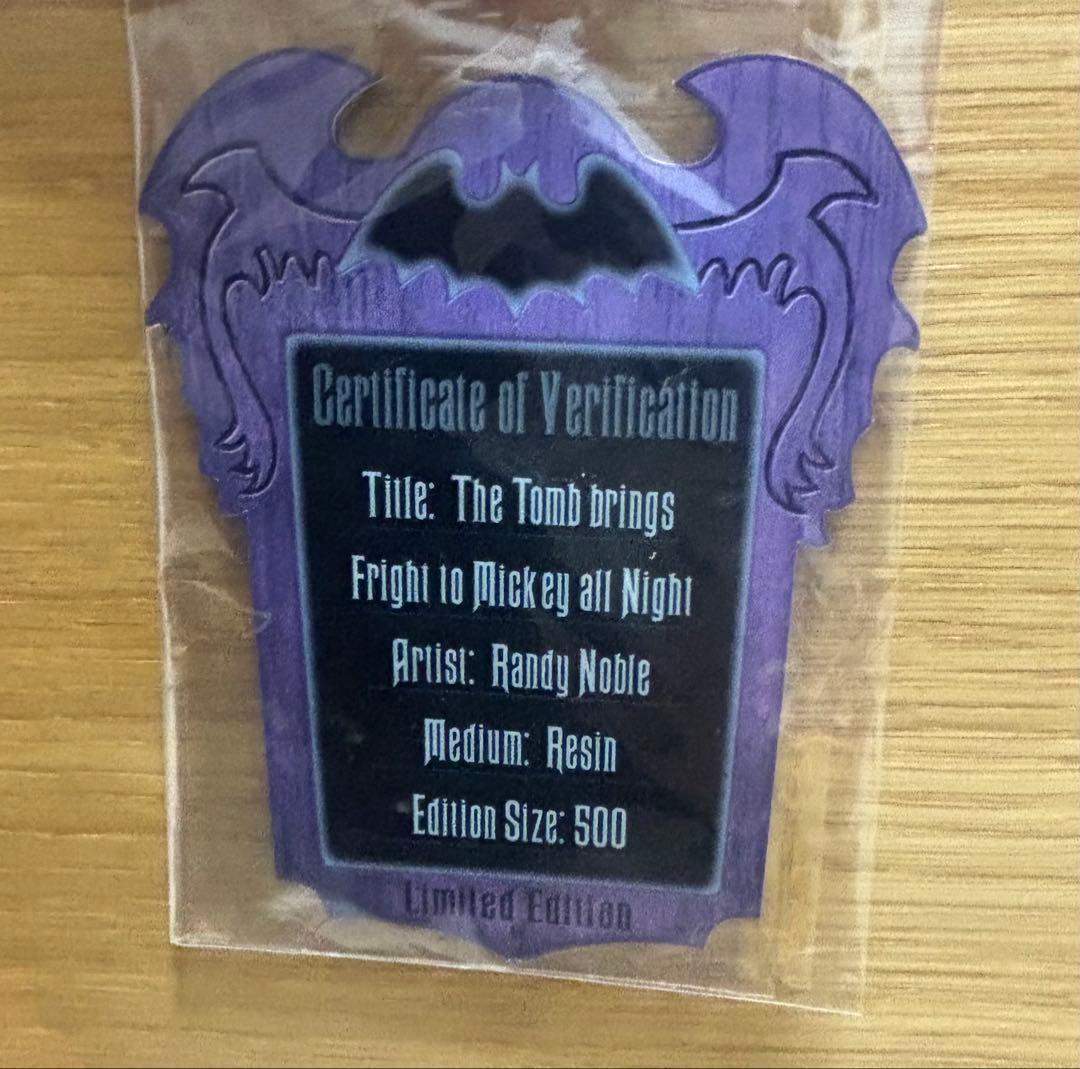 Certificate of Verification
Title: The Tomb brings
Fright to Mickey all Night
Artist: Randy Noble
Medium: Resin
Edition Size: 500
Limited Edition